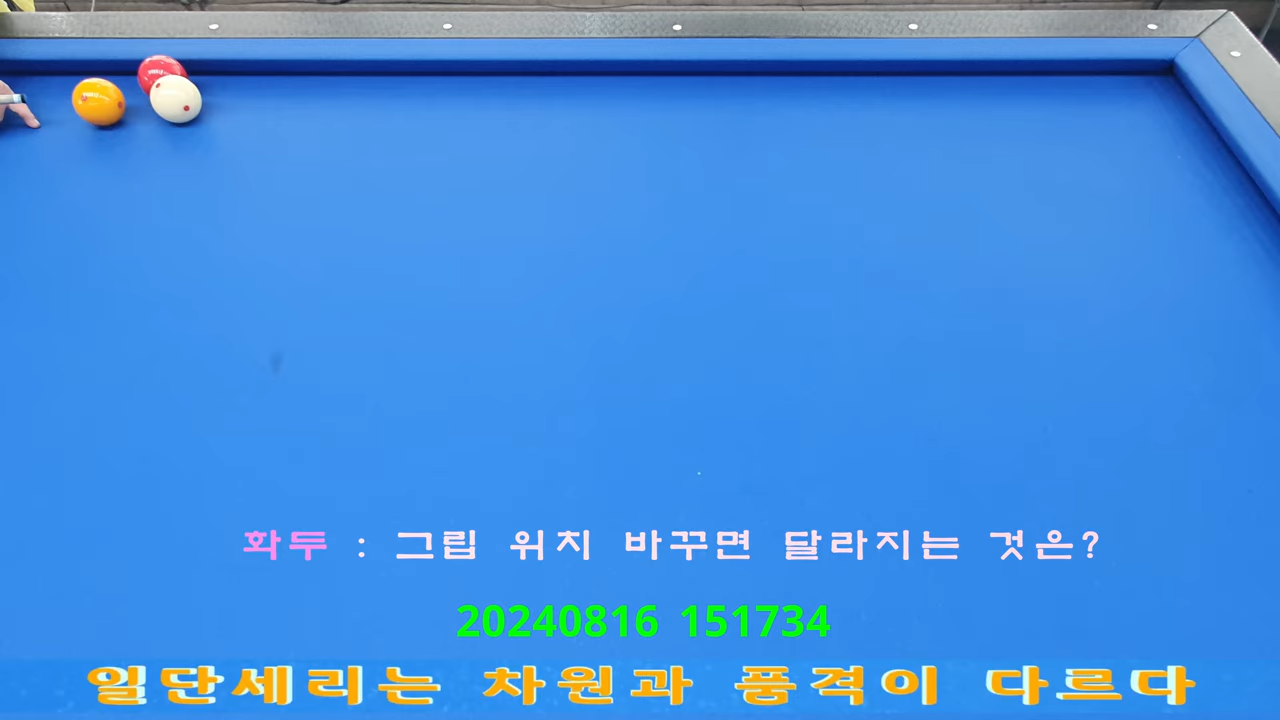 화두 : 그립 위치 바꾸면 달라지는 것은?
20240816 151734
일단세리는 차원과 품격이 다르다